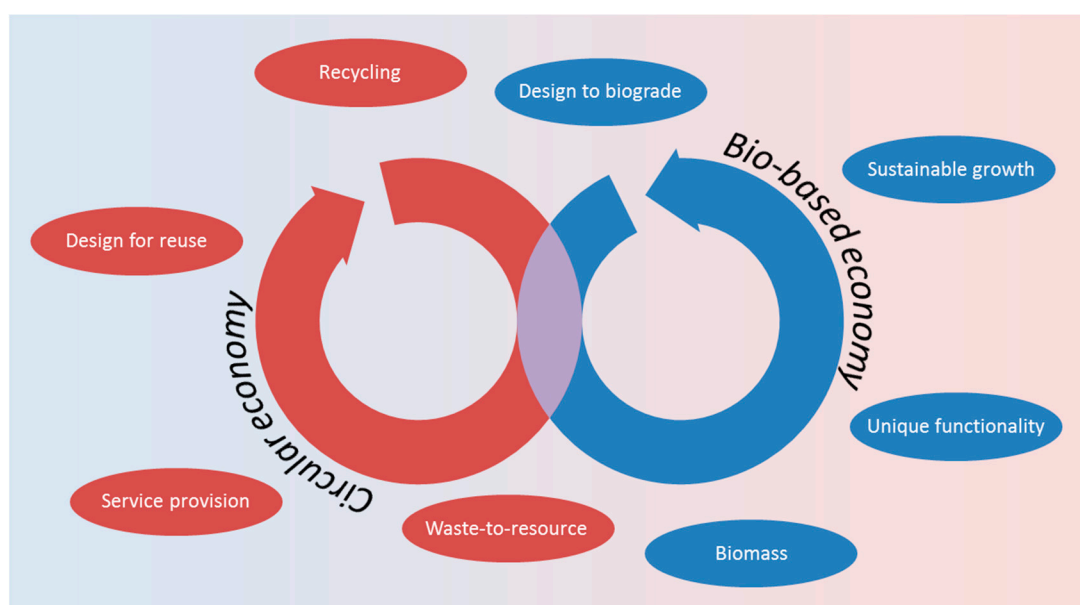 Recycling
Design to biograde
Bio-based economy
Sustainable growth
Design for reuse
Circular economy
Unique functionality
Service provision
Waste-to-resource
Biomass